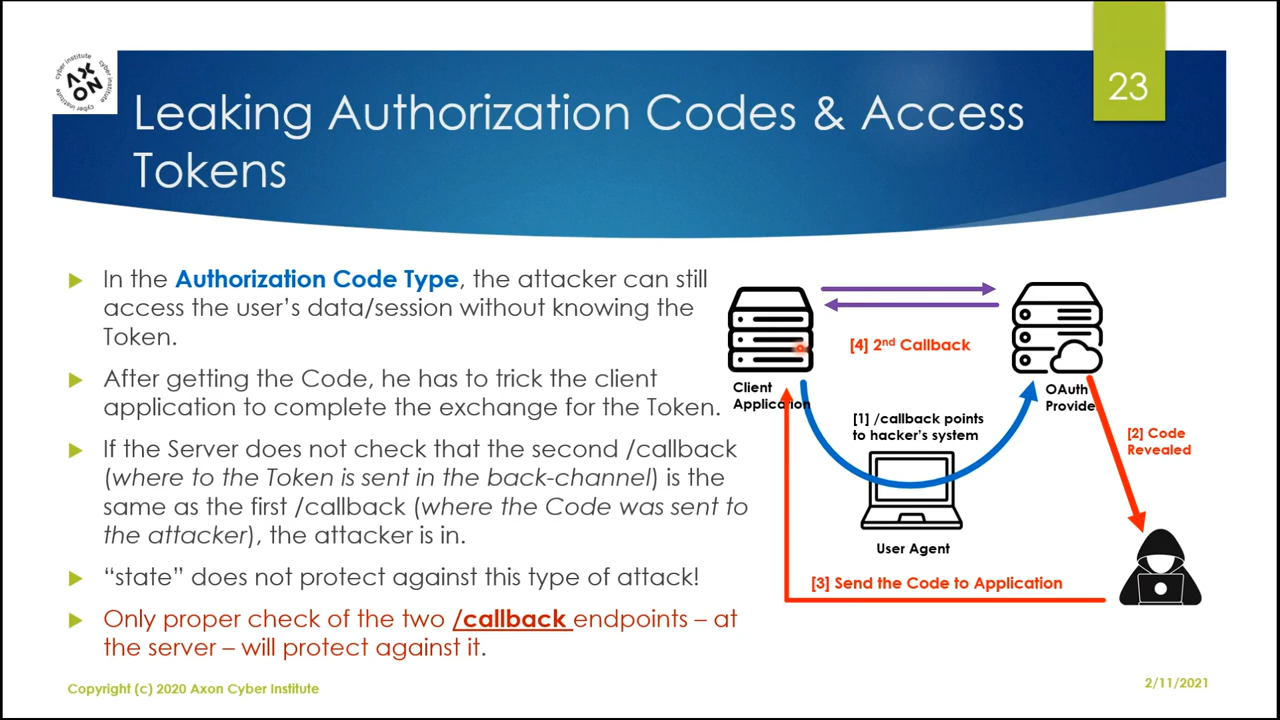 cyber institute
AXON
cyber institute
23
Leaking Authorization Codes & Access
Tokens
In the Authorization Code Type, the attacker can still
access the user's data/session without knowing the
Token.
After getting the Code, he has to trick the client
application to complete the exchange for the Token.
If the Server does not check that the second /callback
(where to the Token is sent in the back-channel) is the
same as the first /callback (where the Code was sent to
the attacker), the attacker is in.
“state” does not protect against this type of attack!
Only proper check of the two /callback endpoints – at
the server – will protect against it.
[4] 2nd Callback
Client
Application
OAuth
Provider
[1] /callback points
to hacker's system
[2] Code
Revealed
User Agent
[3] Send the Code to Application
Copyright (c) 2020 Axon Cyber Institute
2/11/2021